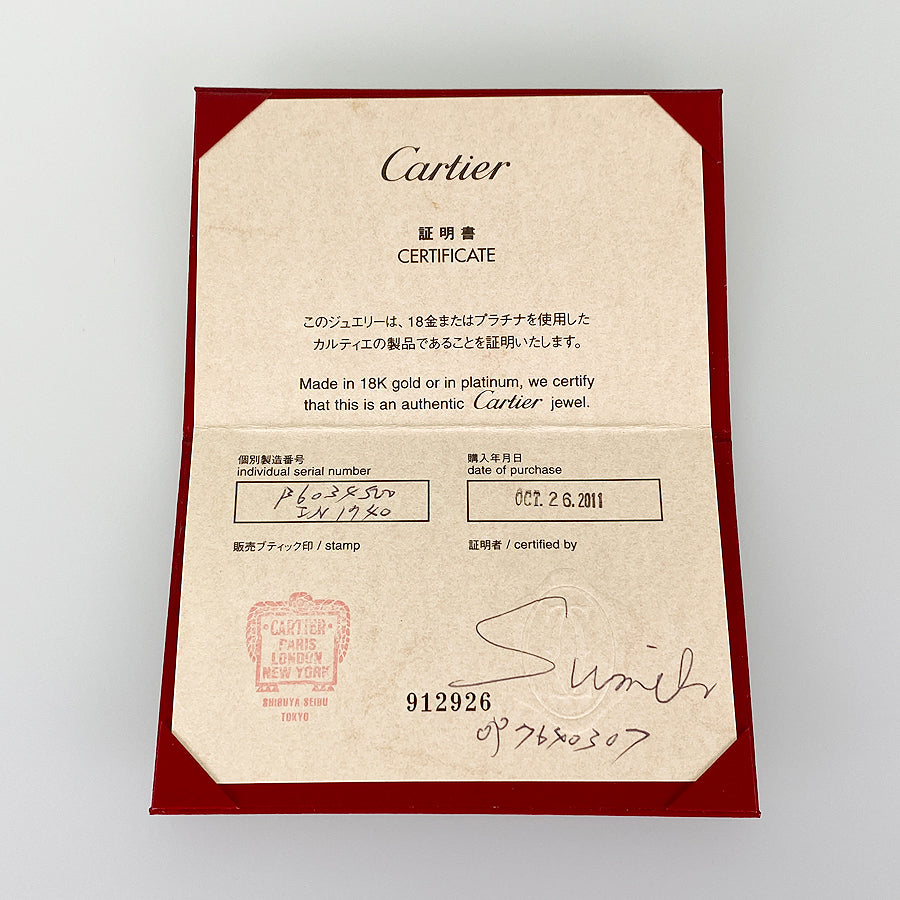 Cartier
証明書
CERTIFICATE
このジュエリーは、18金またはプラチナを使用した
カルティエの製品であることを証明いたします。
Made in 18K gold or in platinum, we certify
that this is an authentic Cartier jewel.
個別製造番号
individual serial number
B6034500
IN 1740
購入年月日
date of purchase
OCT. 26. 2011
販売ブティック印 / stamp
証明者 / certified by
CARTIER
PARIS
LONDON
NEW YORK
SHIBUYA SEIBU
TOKYO
912926
7640307